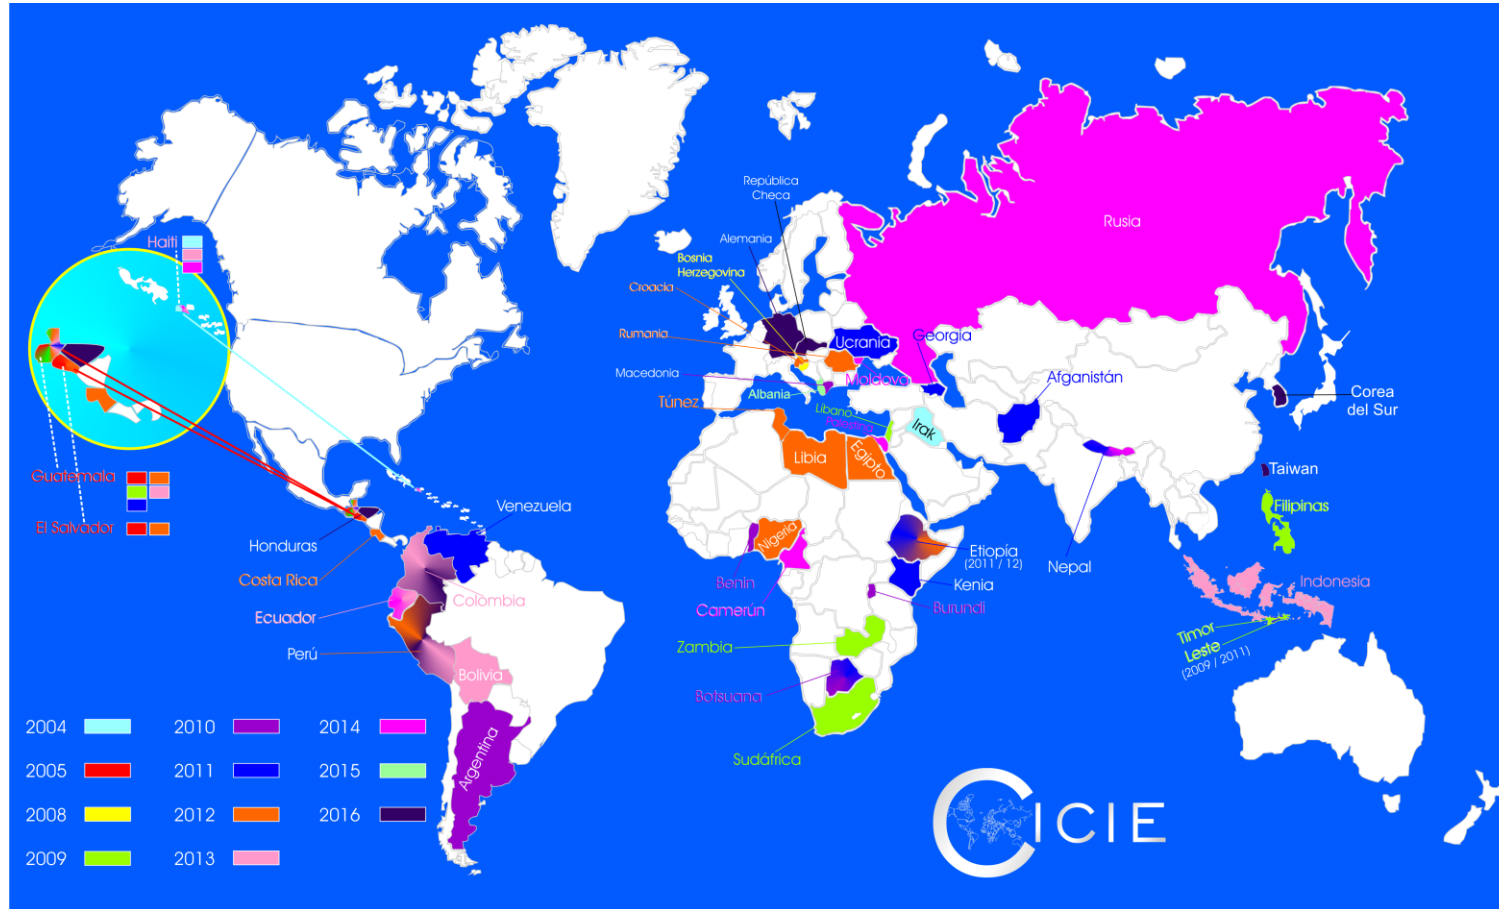 República
Checa
Alemania
Bosnia
Herzegovina
Croacia
Rumania
Macedonia
Albania
Túnez
Libano
Palestina
Moldova
Ucrania
Georgia
Rusia
Afganistán
Irak
Corea
del Sur
Taiwan
Filipinas
Nepal
Indonesia
Timor
Leste
(2009 / 2011)
Haiti
Guatemala
El Salvador
Honduras
Costa Rica
Venezuela
Colombia
Ecuador
Perú
Bolivia
Argentina
Libia
Egipto
Nigeria
Benin
Camerún
Etiopía
(2011 / 12)
Kenia
Burundi
Zambia
Botsuana
Sudáfrica
2004
2010
2014
2005
2011
2015
2008
2012
2016
2009
2013
CICIE